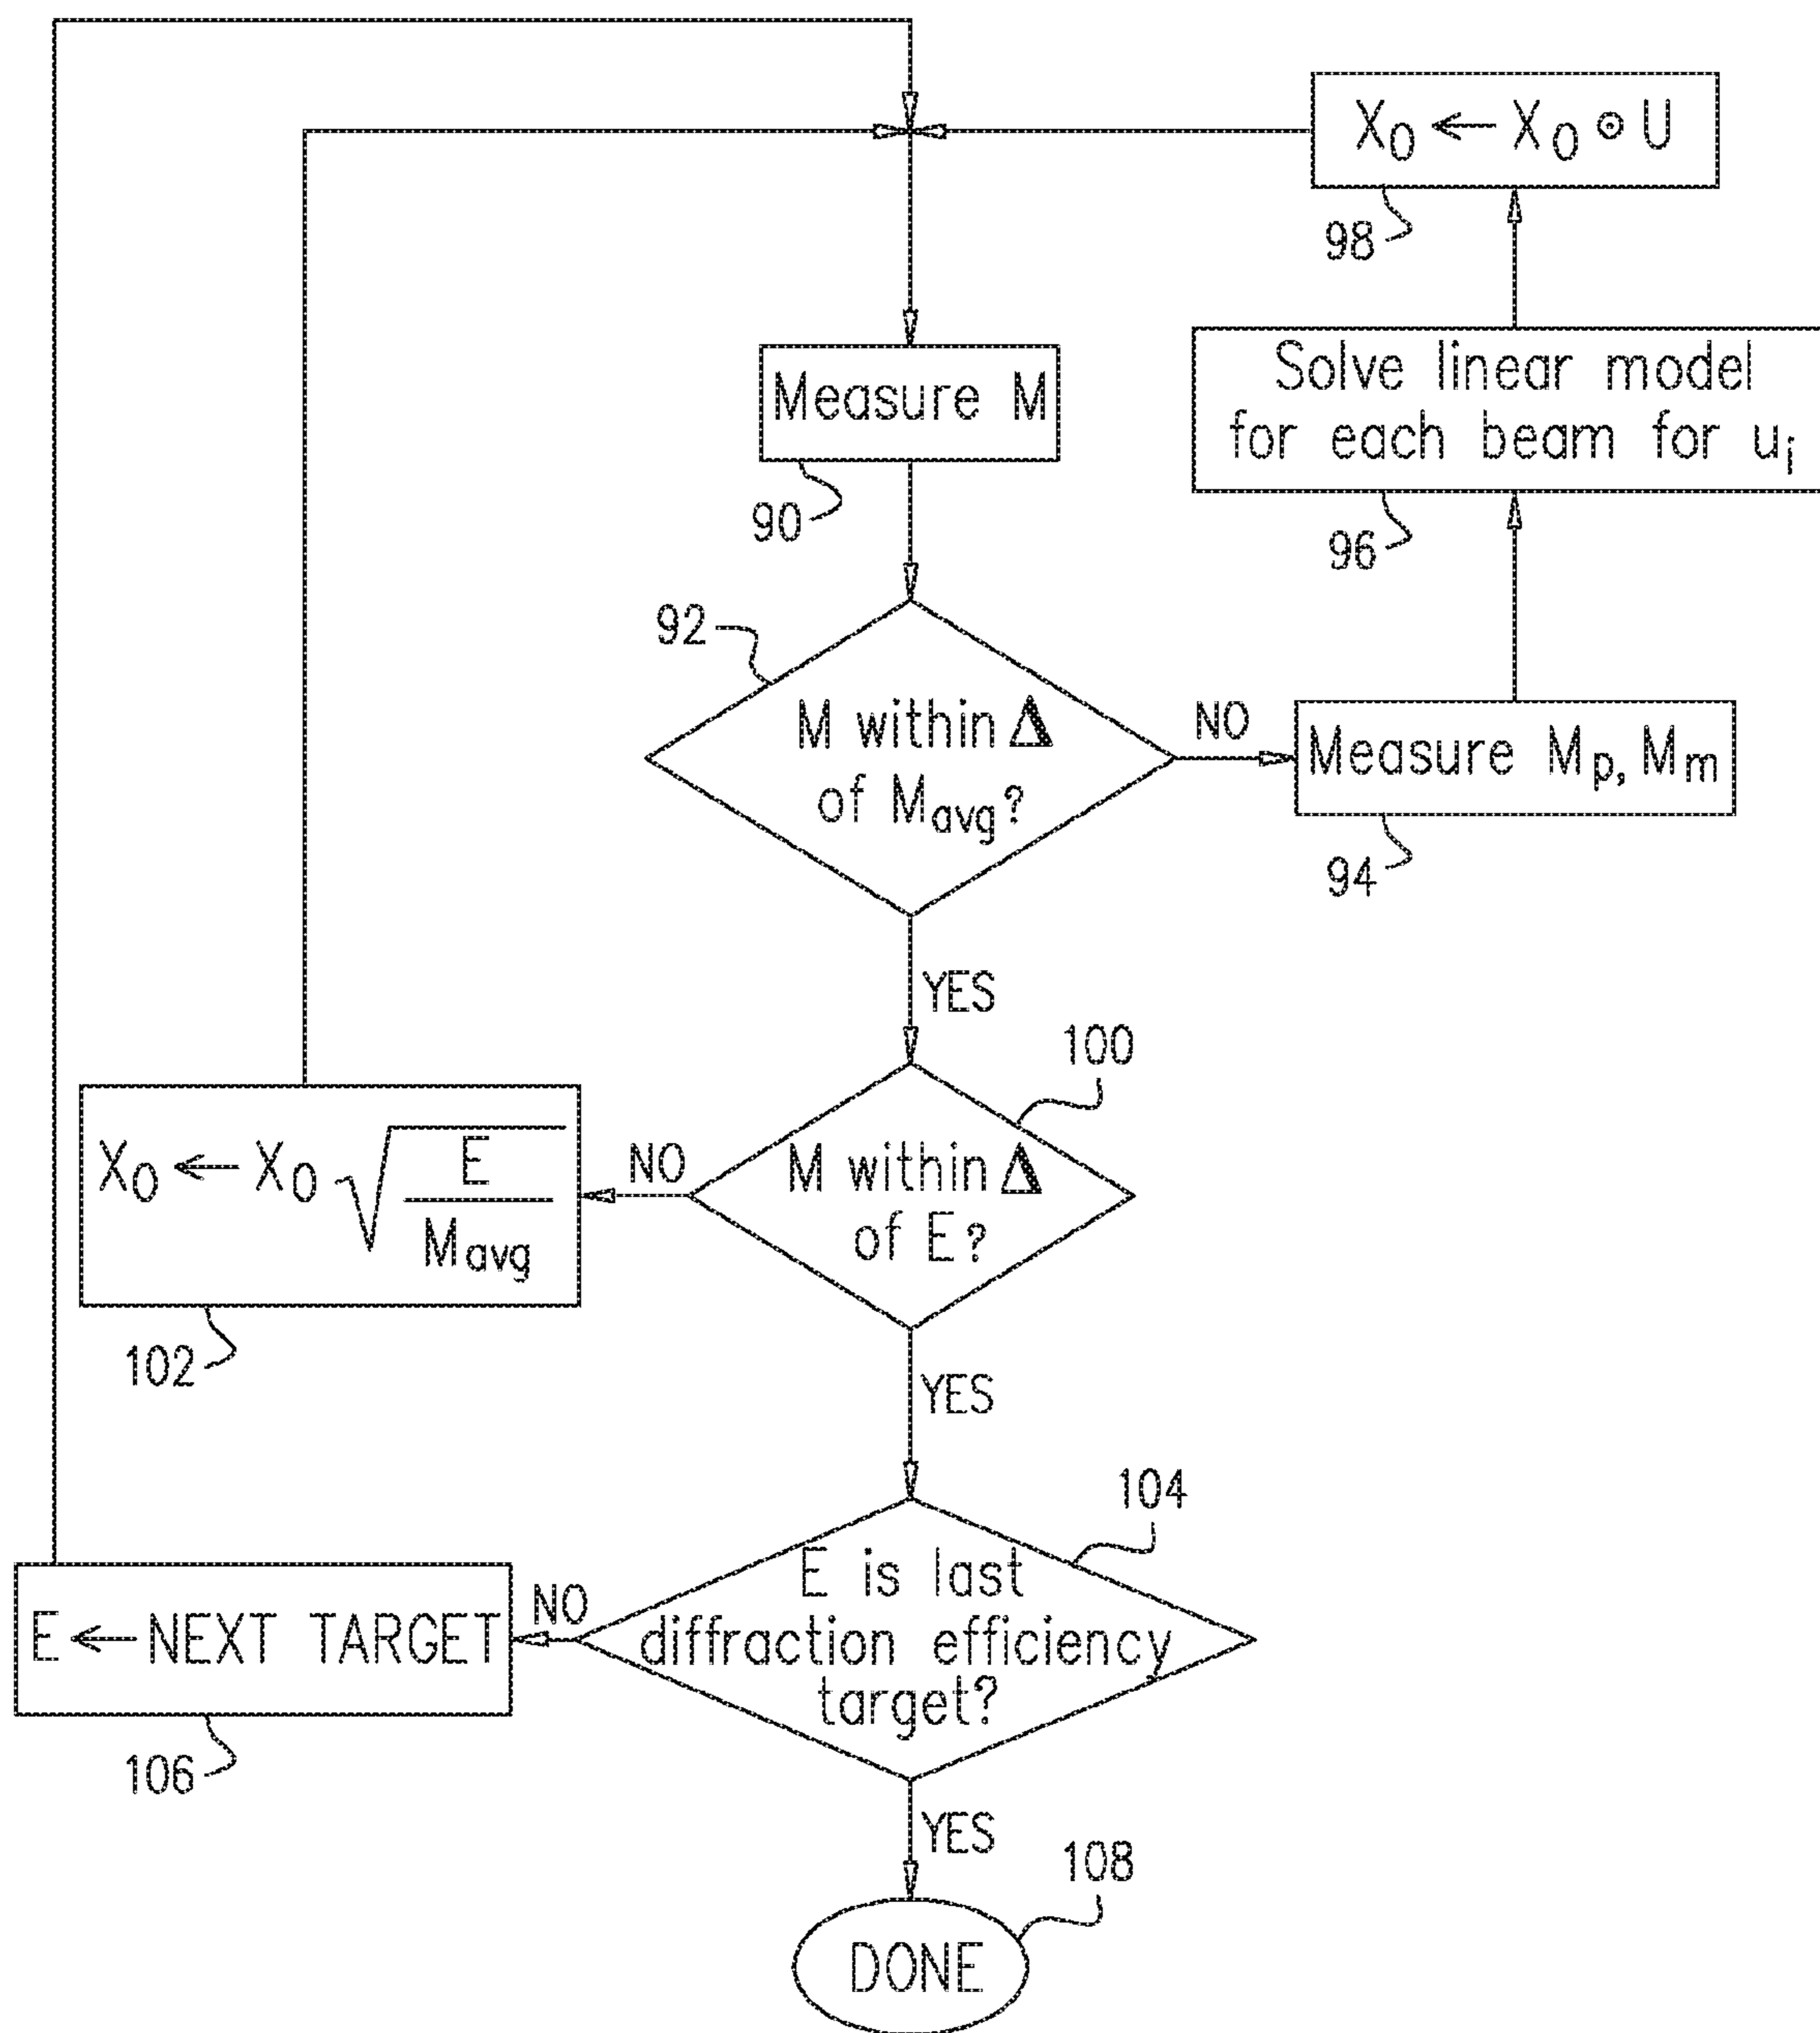 X₀ ← X₀ ⊙ U
98
Solve linear model
for each beam for uᵢ
96
Measure M
90
92
M within Δ
of Mavg?
NO
Measure Mp, Mm
94
YES
100
M within Δ
of E?
NO
X₀ ← X₀ √(E / Mavg)
102
YES
104
E is last
diffraction efficiency
target?
NO
E ← NEXT TARGET
106
YES
108
DONE